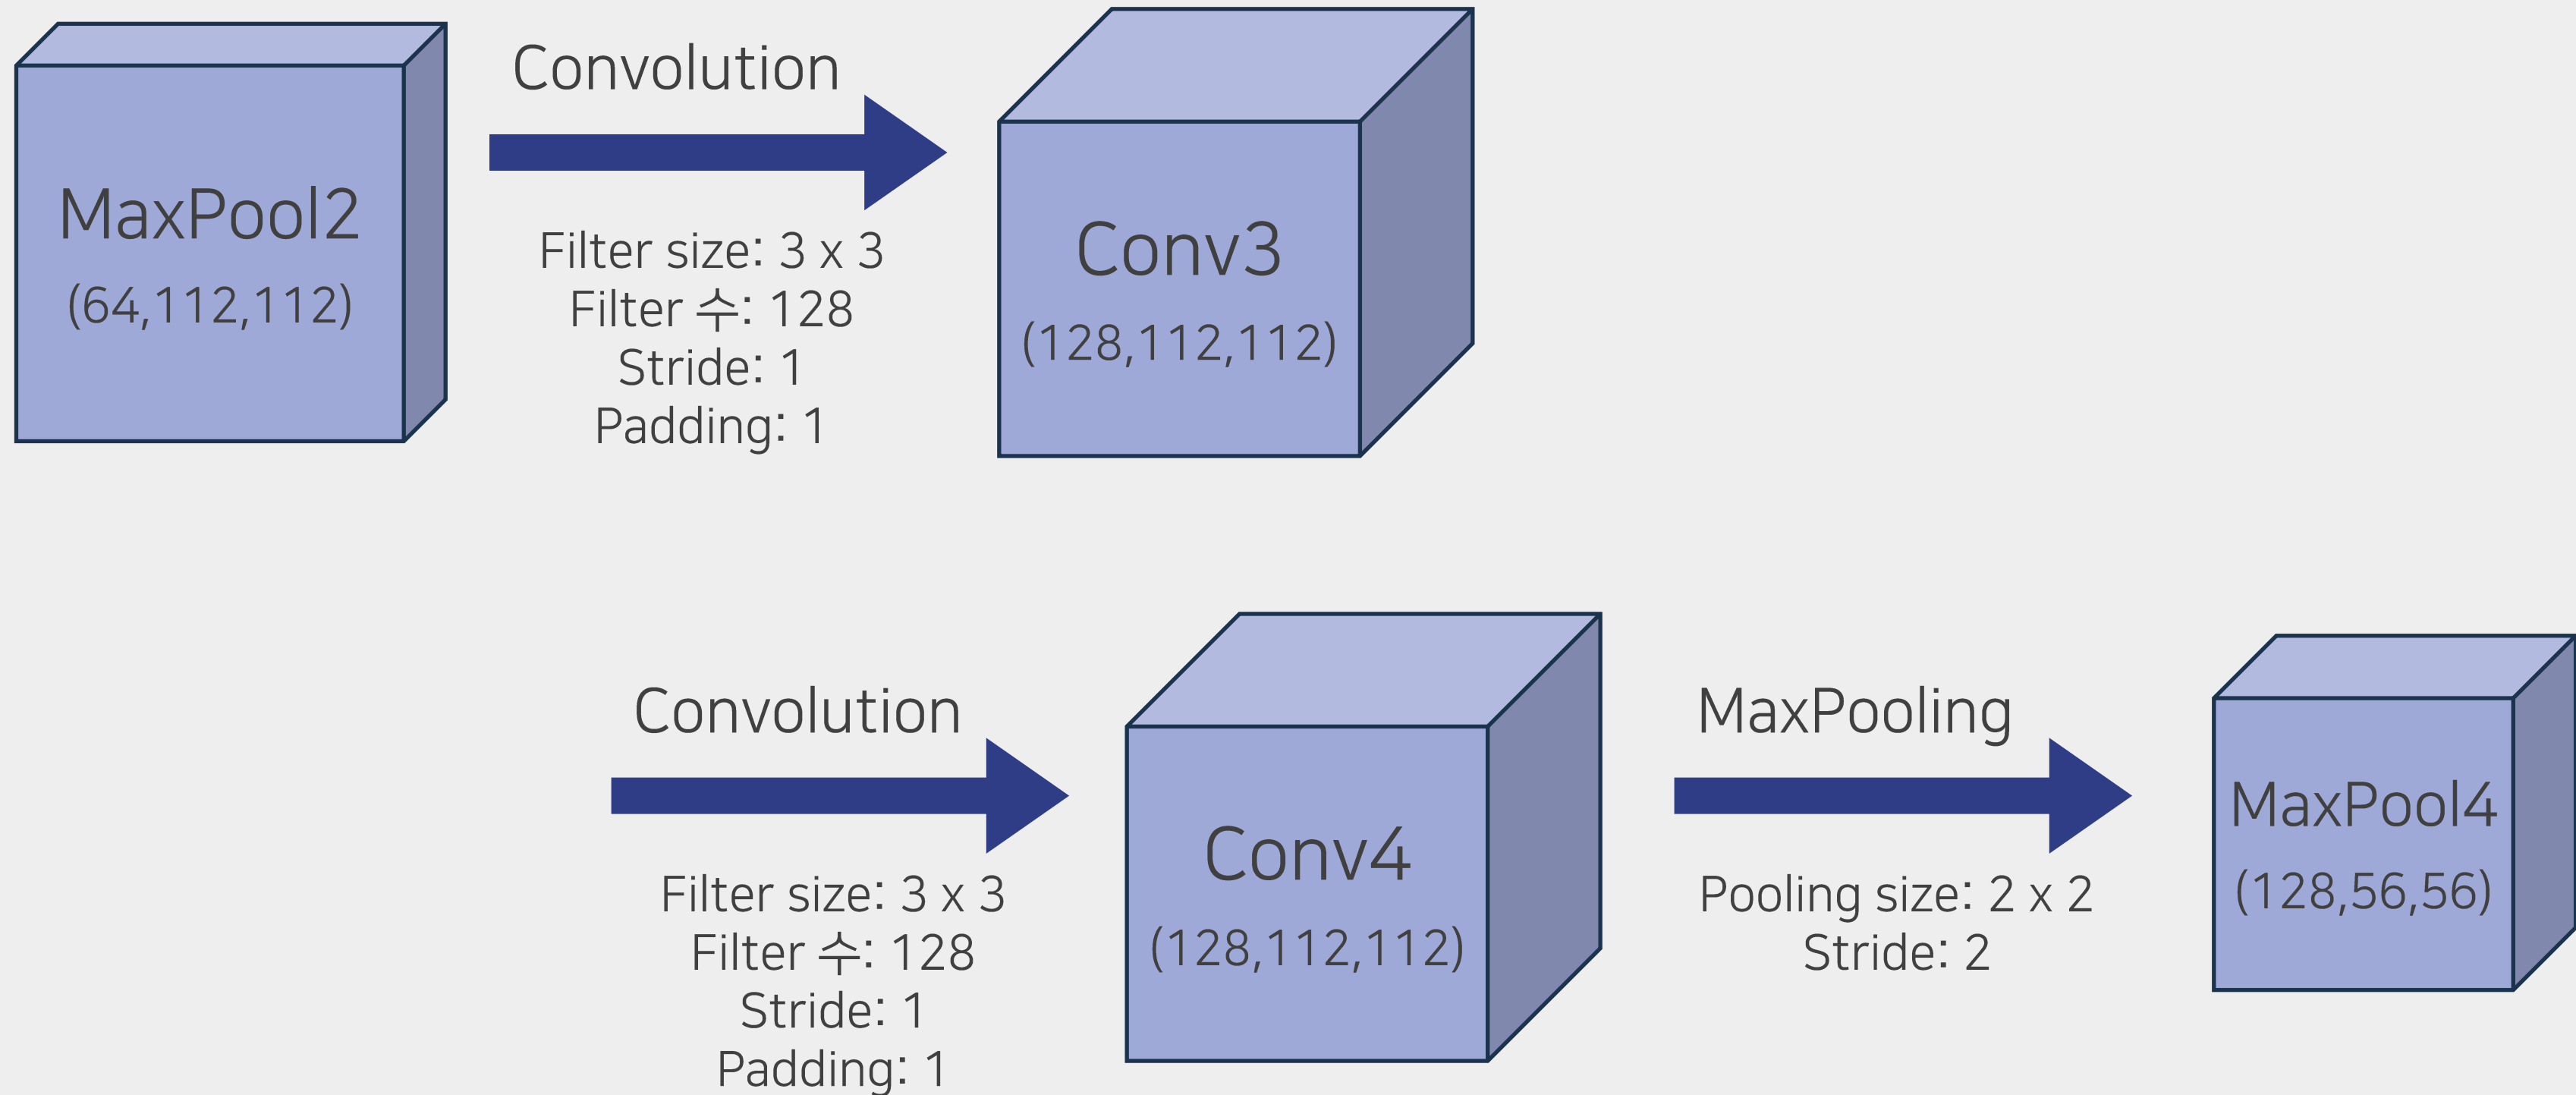 MaxPool2
(64,112,112)
Convolution
Filter size: 3 x 3
Filter 수: 128
Stride: 1
Padding: 1
Conv3
(128,112,112)
Convolution
Filter size: 3 x 3
Filter 수: 128
Stride: 1
Padding: 1
Conv4
(128,112,112)
MaxPooling
Pooling size: 2 x 2
Stride: 2
MaxPool4
(128,56,56)